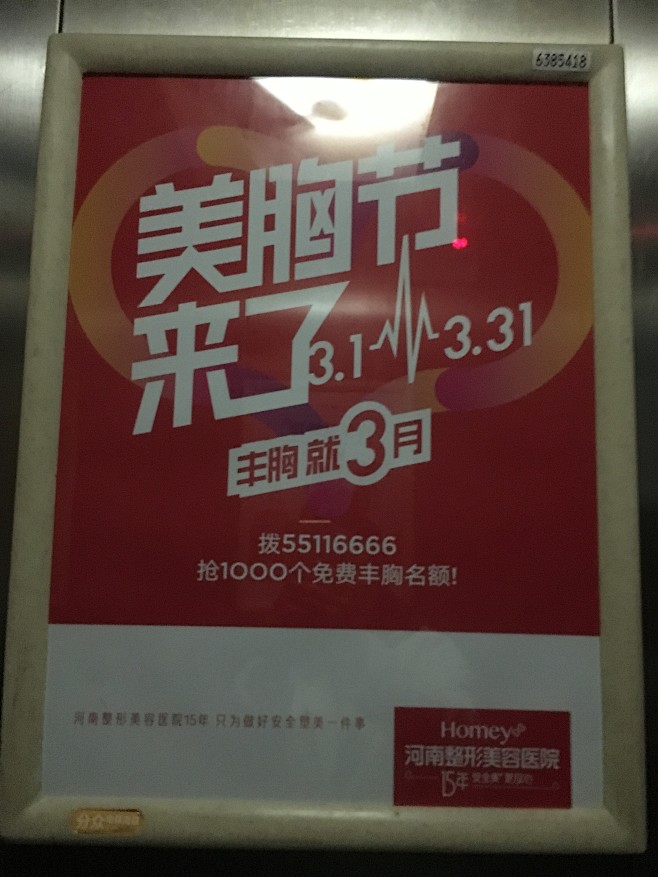 6385418
美胸节
来了
3.1 3.31
丰胸 就3月
拨55116666
抢1000个免费丰胸名额!
河南整形美容医院15年 只为做好安全塑美一件事
Homey
河南整形美容医院
15年
分众